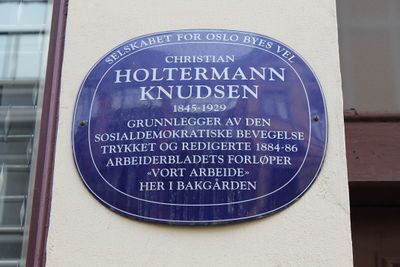 SELSKABET FOR OSLO BYES VEL
CHRISTIAN
HOLTERMANN
KNUDSEN
1845-1929
GRUNNLEGGER AV DEN
SOSIALDEMOKRATISKE BEVEGELSE
TRYKKET OG REDIGERTE 1884-86
ARBEIDERBLADETS FORLØPER
«VORT ARBEIDE»
HER I BAKGÅRDEN